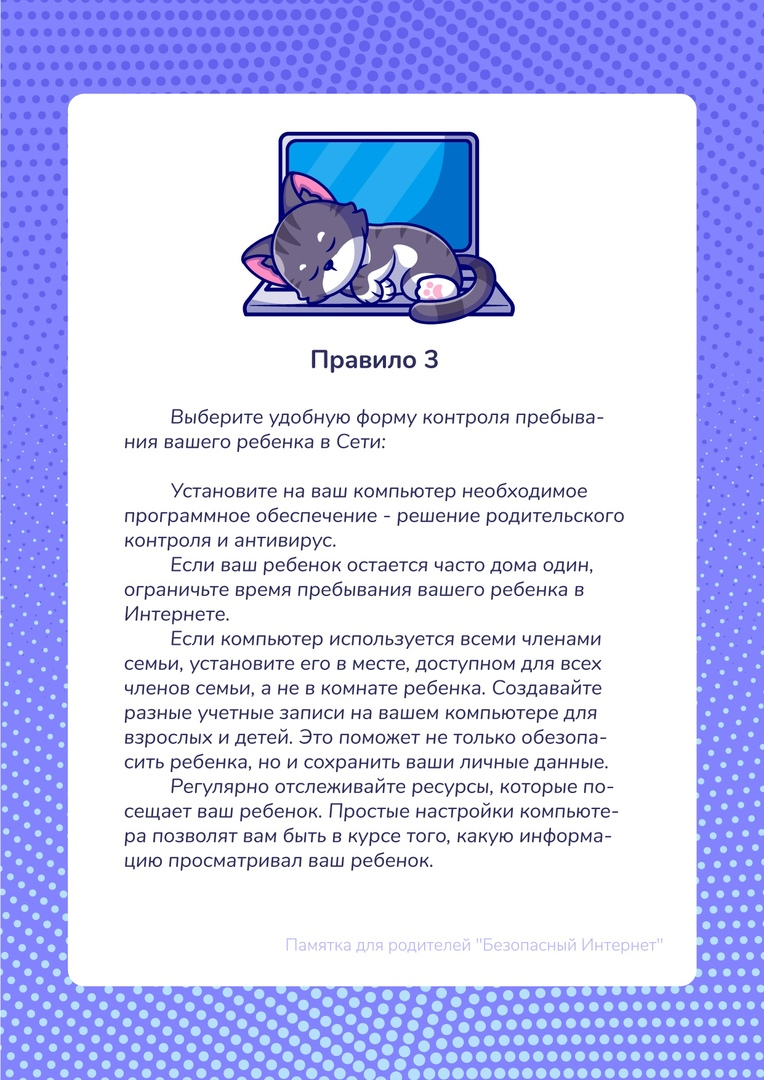 Правило 3
Выберите удобную форму контроля пребыва-
ния вашего ребенка в Сети:
Установите на ваш компьютер необходимое
программное обеспечение - решение родительского
контроля и антивирус.
Если ваш ребенок остается часто дома один,
ограничьте время пребывания вашего ребенка в
Интернете.
Если компьютер используется всеми членами
семьи, установите его в месте, доступном для всех
членов семьи, а не в комнате ребенка. Создавайте
разные учетные записи на вашем компьютере для
взрослых и детей. Это поможет не только обезопа-
сить ребенка, но и сохранить ваши личные данные.
Регулярно отслеживайте ресурсы, которые по-
сещает ваш ребенок. Простые настройки компьюте-
ра позволят вам быть в курсе того, какую информа-
цию просматривал ваш ребенок.
Памятка для родителей "Безопасный Интернет"